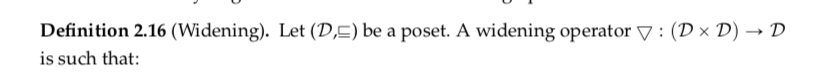 Definition 2.16 (Widening). Let (𝒟,⊑) be a poset. A widening operator ▽ : (𝒟 × 𝒟) → 𝒟
is such that: